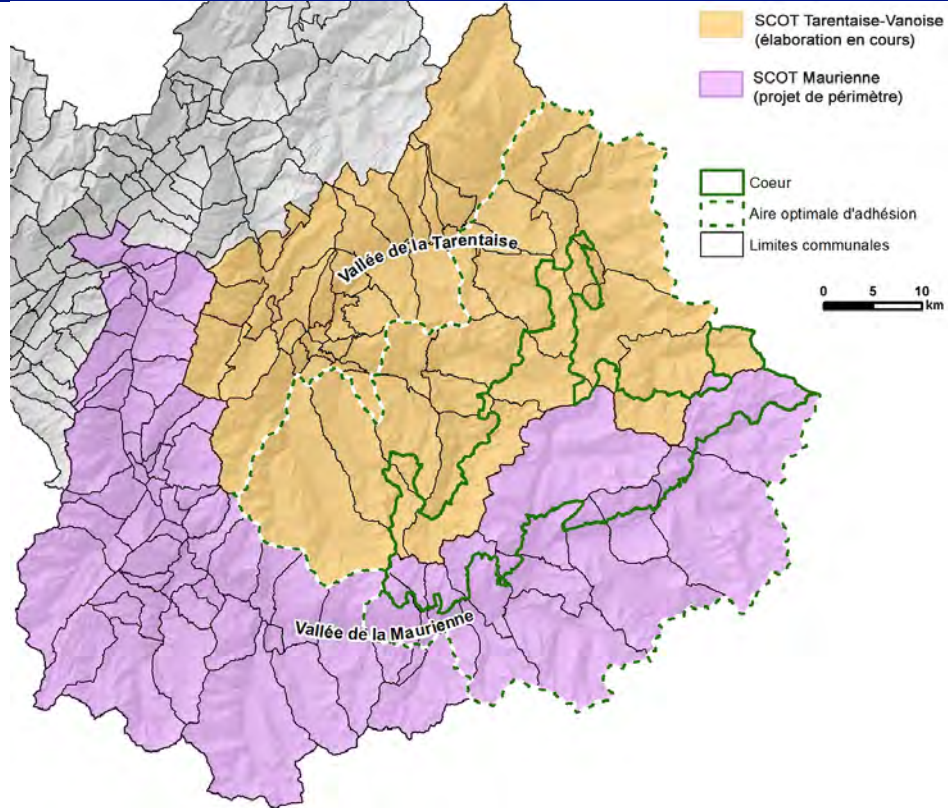 SCOT Tarentaise-Vanoise
(élaboration en cours)
SCOT Maurienne
(projet de périmètre)
Coeur
Aire optimale d'adhésion
Limites communales
0 5 10
km
Vallée de la Tarentaise
Vallée de la Maurienne